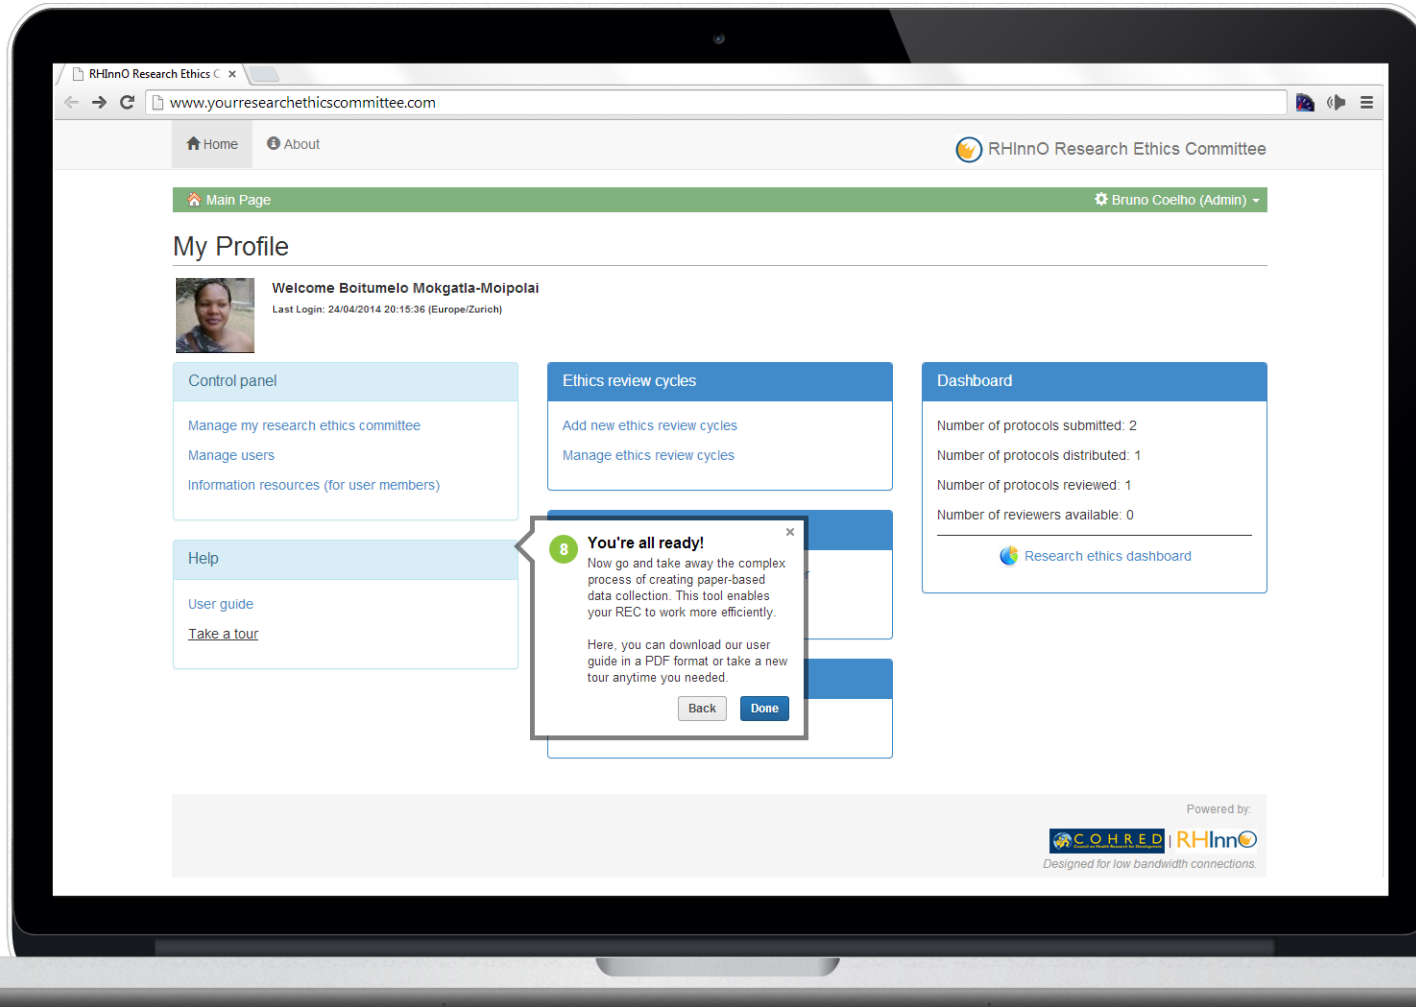 RHInnO Research Ethics C
www.yourresearchethicscommittee.com
Home
About
RHInnO Research Ethics Committee
Main Page
Bruno Coelho (Admin)
My Profile
Welcome Boitumelo Mokgatla-Moipolai
Last Login: 24/04/2014 20:15:36 (Europe/Zurich)
Control panel
Manage my research ethics committee
Manage users
Information resources (for user members)
Help
User guide
Take a tour
Ethics review cycles
Add new ethics review cycles
Manage ethics review cycles
8
You're all ready!
Now go and take away the complex
process of creating paper-based
data collection. This tool enables
your REC to work more efficiently.
Here, you can download our user
guide in a PDF format or take a new
tour anytime you needed.
Back
Done
Dashboard
Number of protocols submitted: 2
Number of protocols distributed: 1
Number of protocols reviewed: 1
Number of reviewers available: 0
Research ethics dashboard
Powered by:
COHRED
Council on Health Research for Development
RHInnO
Designed for low bandwidth connections.